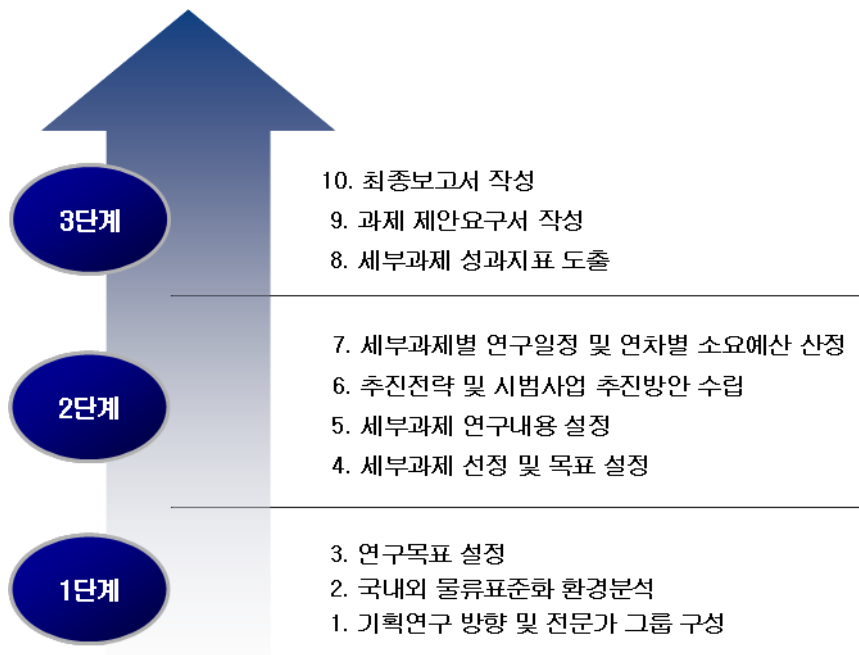 3단계
10. 최종보고서 작성
9. 과제 제안요구서 작성
8. 세부과제 성과지표 도출
2단계
7. 세부과제별 연구일정 및 연차별 소요예산 산정
6. 추진전략 및 시범사업 추진방안 수립
5. 세부과제 연구내용 설정
4. 세부과제 선정 및 목표 설정
1단계
3. 연구목표 설정
2. 국내외 물류표준화 환경분석
1. 기획연구 방향 및 전문가 그룹 구성